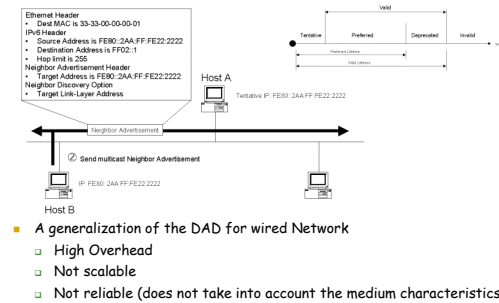 Ethernet Header
• Dest MAC is 33-33-00-00-00-01
IPv6 Header
• Source Address is FE80::2AA:FF:FE22:2222
• Destination Address is FF02::1
• Hop limit is 255
Neighbor Advertisement Header
• Target Address is FE80::2AA:FF:FE22:2222
Neighbor Discovery Option
• Target Link-Layer Address
Valid
Tentative Preferred Deprecated Invalid
Preferred Lifetime
Valid Lifetime
Host A
Tentative IP: FE80::2AA:FF:FE22:2222
Neighbor Advertisement
② Send multicast Neighbor Advertisement
IP: FE80::2AA:FF:FE22:2222
Host B
A generalization of the DAD for wired Network
High Overhead
Not scalable
Not reliable (does not take into account the medium characteristics